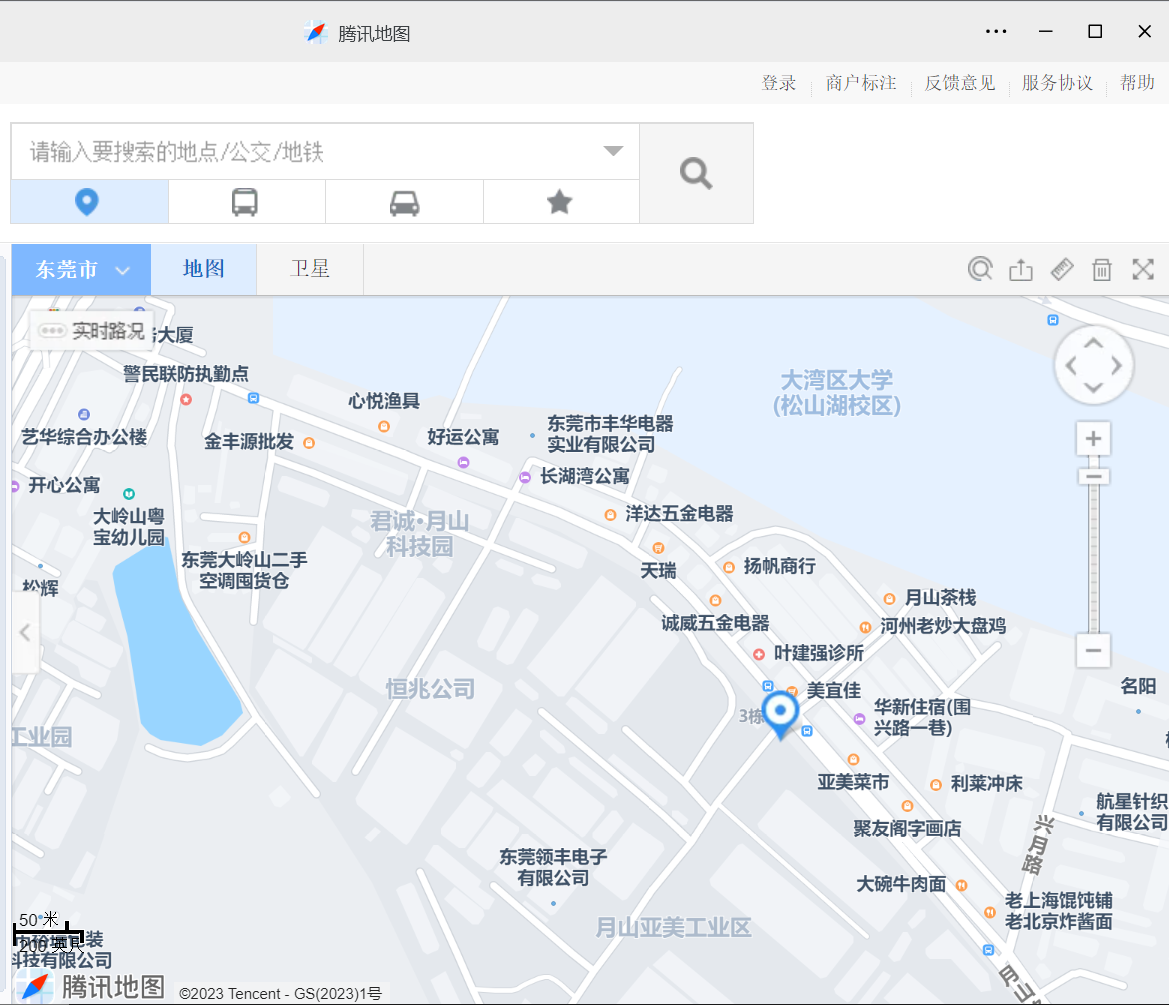 腾讯地图
登录 商户标注 反馈意见 服务协议 帮助
请输入要搜索的地点/公交/地铁
东莞市 地图 卫星
实时路况
大厦
警民联防执勤点
心悦渔具
大湾区大学
(松山湖校区)
艺华综合办公楼
金丰源批发
好运公寓
东莞市丰华电器
实业有限公司
开心公寓
长湖湾公寓
大岭山粤
宝幼儿园
君诚·月山
科技园
洋达五金电器
东莞大岭山二手
空调囤货仓
天瑞
扬帆商行
松辉
月山茶栈
诚威五金电器
河州老炒大盘鸡
叶建强诊所
恒兆公司
美宜佳
名阳
3栋
华新住宿(围
兴路一巷)
工业园
亚美菜市
利莱冲床
航星针织
有限公司
聚友阁字画店
兴月路
东莞领丰电子
有限公司
大碗牛肉面
老上海馄饨铺
老北京炸酱面
月山亚美工业区
50 米
200 英尺
装
科技有限公司
腾讯地图
©2023 Tencent - GS(2023)1号